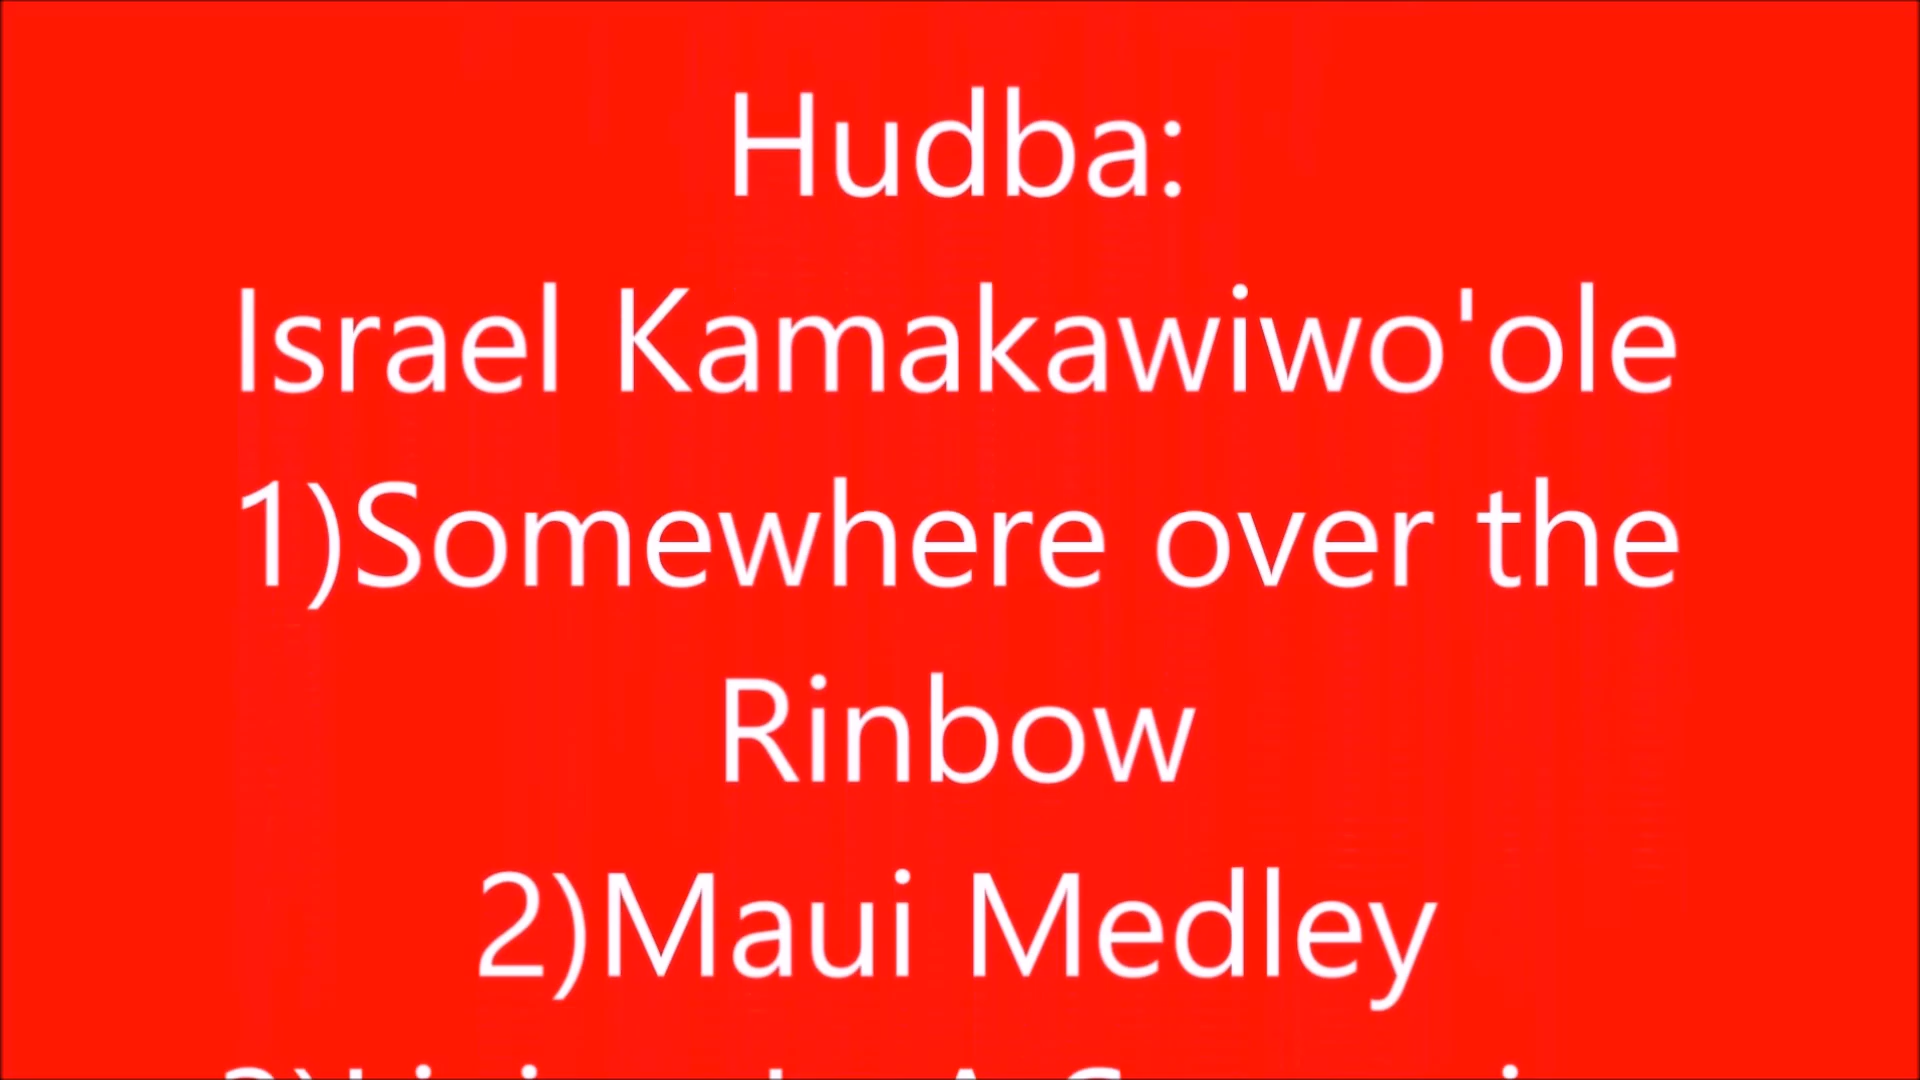 Hudba:
Israel Kamakawiwo'ole
1)Somewhere over the
Rinbow
2)Maui Medley